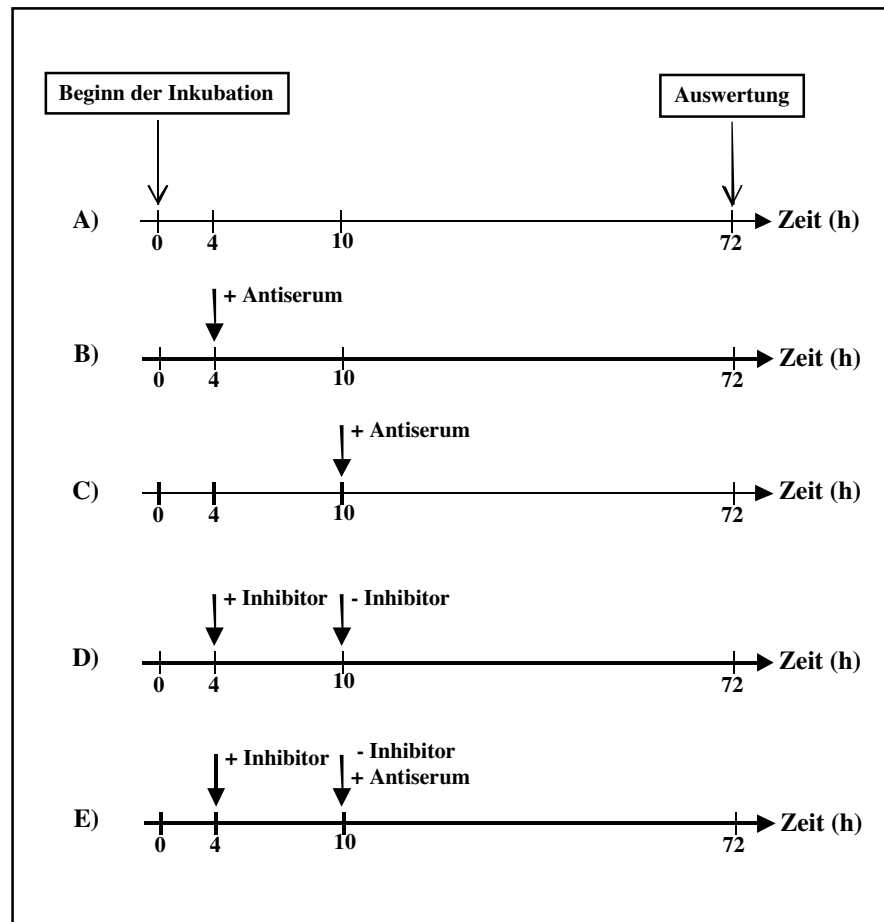 Beginn der Inkubation
Auswertung
A)
Zeit (h)
0 4 10 72
+ Antiserum
B)
Zeit (h)
0 4 10 72
+ Antiserum
C)
Zeit (h)
0 4 10 72
+ Inhibitor - Inhibitor
D)
Zeit (h)
0 4 10 72
+ Inhibitor - Inhibitor
+ Antiserum
E)
Zeit (h)
0 4 10 72